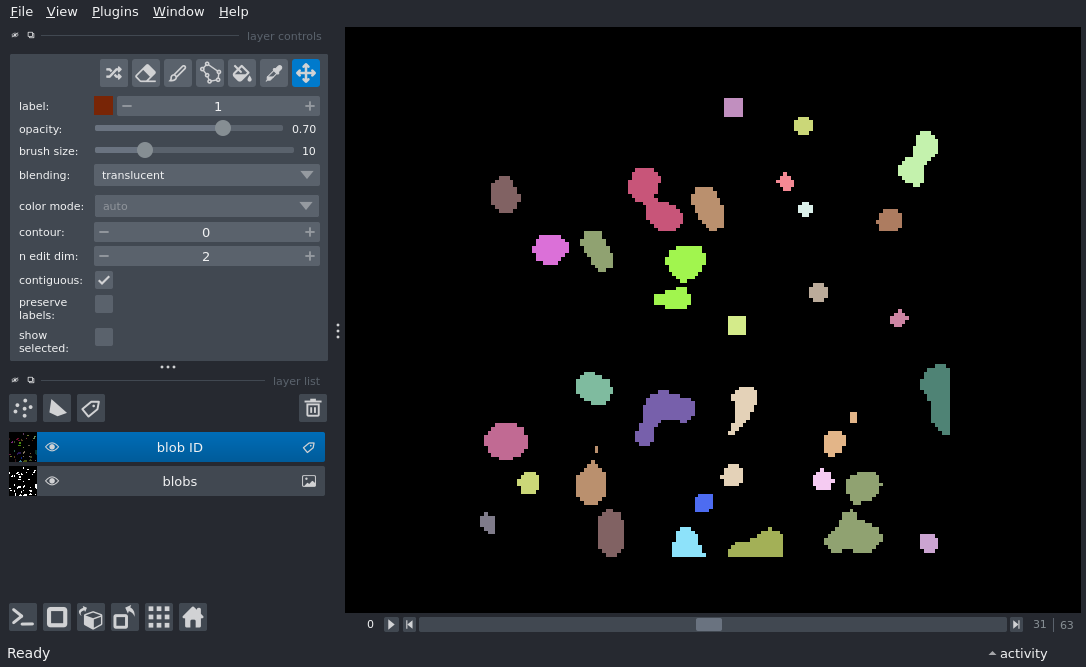 File View Plugins Window Help
layer controls
label: 1
opacity: 0.70
brush size: 10
blending: translucent
color mode: auto
contour: 0
n edit dim: 2
contiguous:
preserve
labels:
show
selected:
layer list
blob ID
blobs
0 31 63
Ready activity